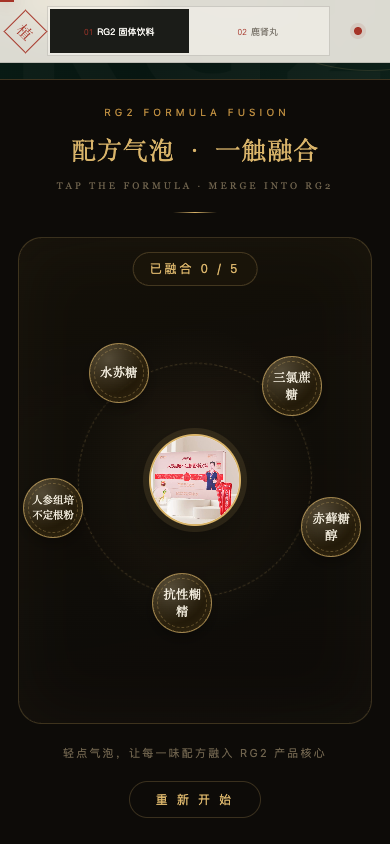 植
01 RG2 固体饮料
02 鹿肾丸
RG2 FORMULA FUSION
配方气泡 · 一触融合
TAP THE FORMULA · MERGE INTO RG2
已融合 0 / 5
水苏糖
三氯蔗
糖
人参组培
不定根粉
赤藓糖
醇
抗性糊
精
轻点气泡，让每一味配方融入 RG2 产品核心
重新开始